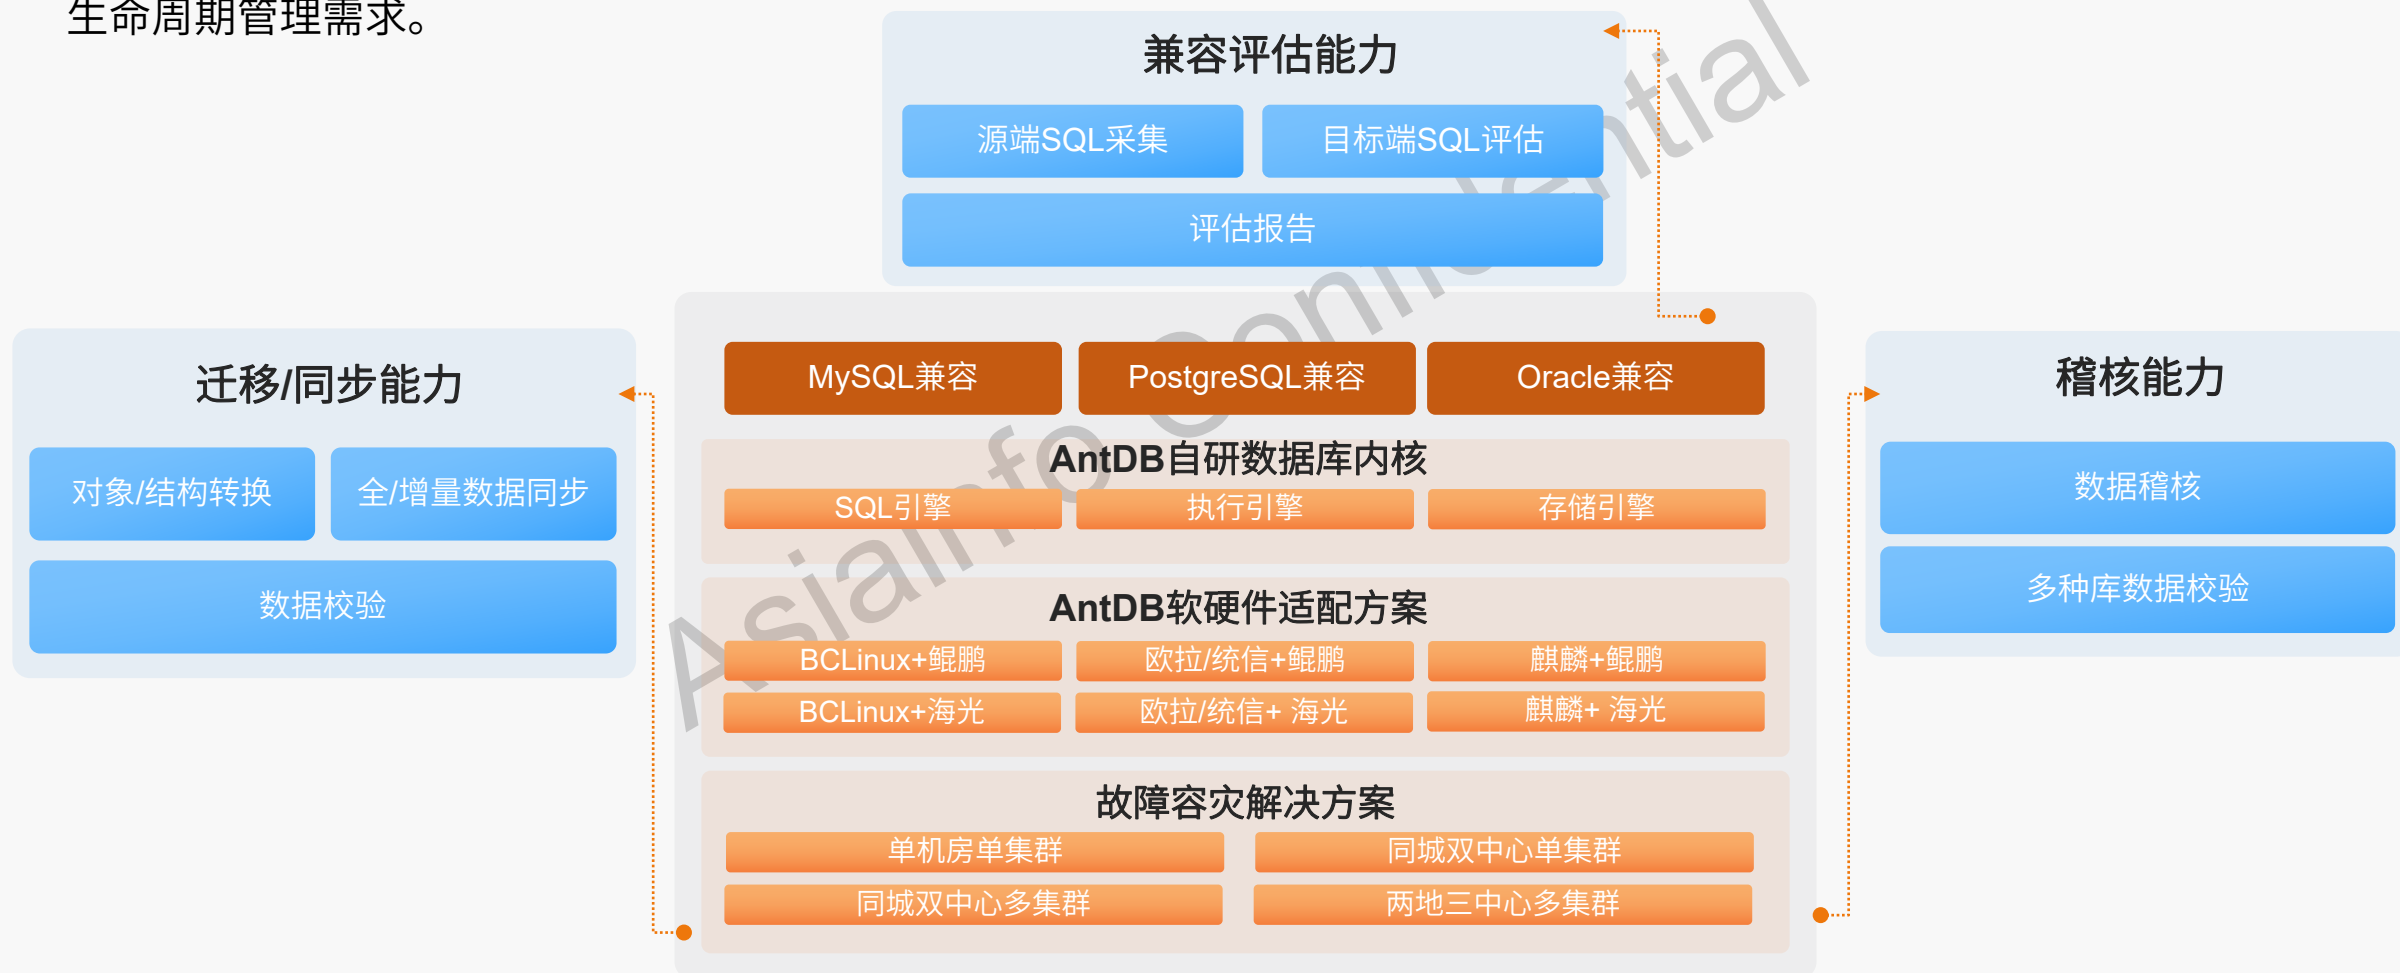 生命周期管理需求。
兼容评估能力
源端SQL采集
目标端SQL评估
评估报告
迁移/同步能力
对象/结构转换
全/增量数据同步
数据校验
MySQL兼容
PostgreSQL兼容
Oracle兼容
AntDB自研数据库内核
SQL引擎
执行引擎
存储引擎
AntDB软硬件适配方案
BCLinux+鲲鹏
欧拉/统信+鲲鹏
麒麟+鲲鹏
BCLinux+海光
欧拉/统信+ 海光
麒麟+ 海光
故障容灾解决方案
单机房单集群
同城双中心单集群
同城双中心多集群
两地三中心多集群
稽核能力
数据稽核
多种库数据校验
AsiaInfo Confidential